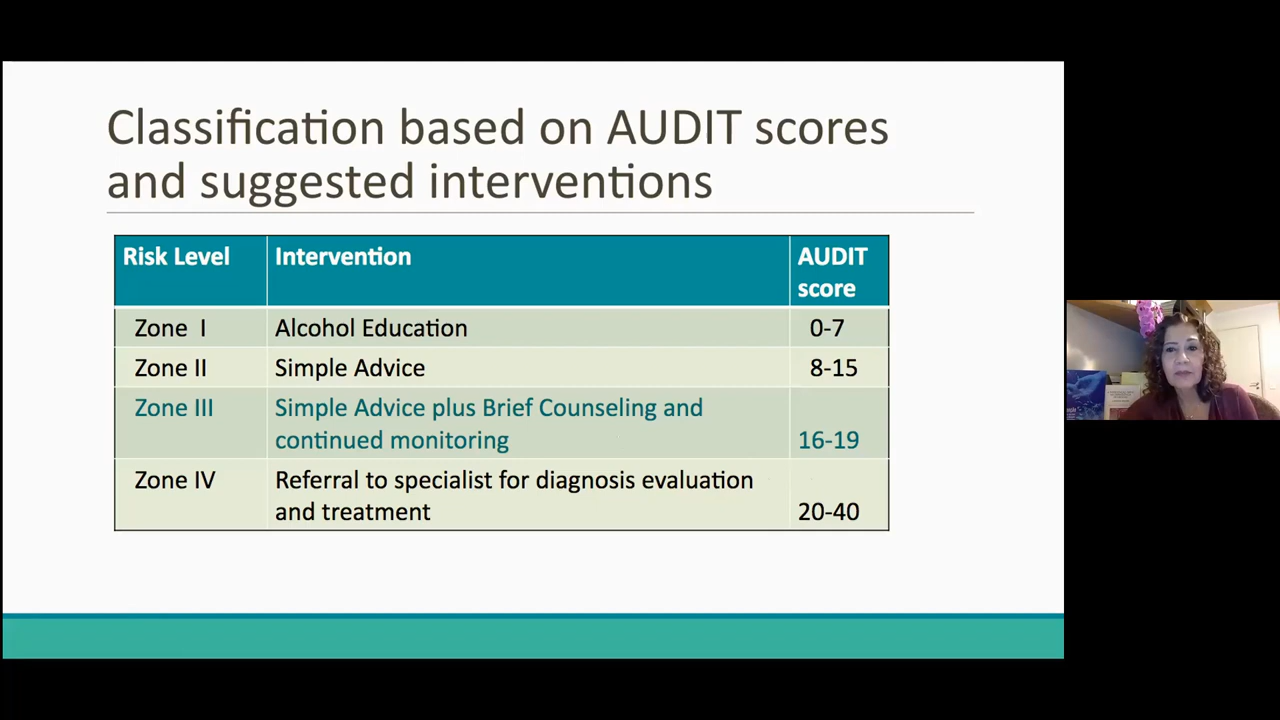 Classification based on AUDIT scores
and suggested interventions
Risk Level Intervention AUDIT
score
Zone I Alcohol Education 0-7
Zone II Simple Advice 8-15
Zone III Simple Advice plus Brief Counseling and
continued monitoring 16-19
Zone IV Referral to specialist for diagnosis evaluation
and treatment 20-40